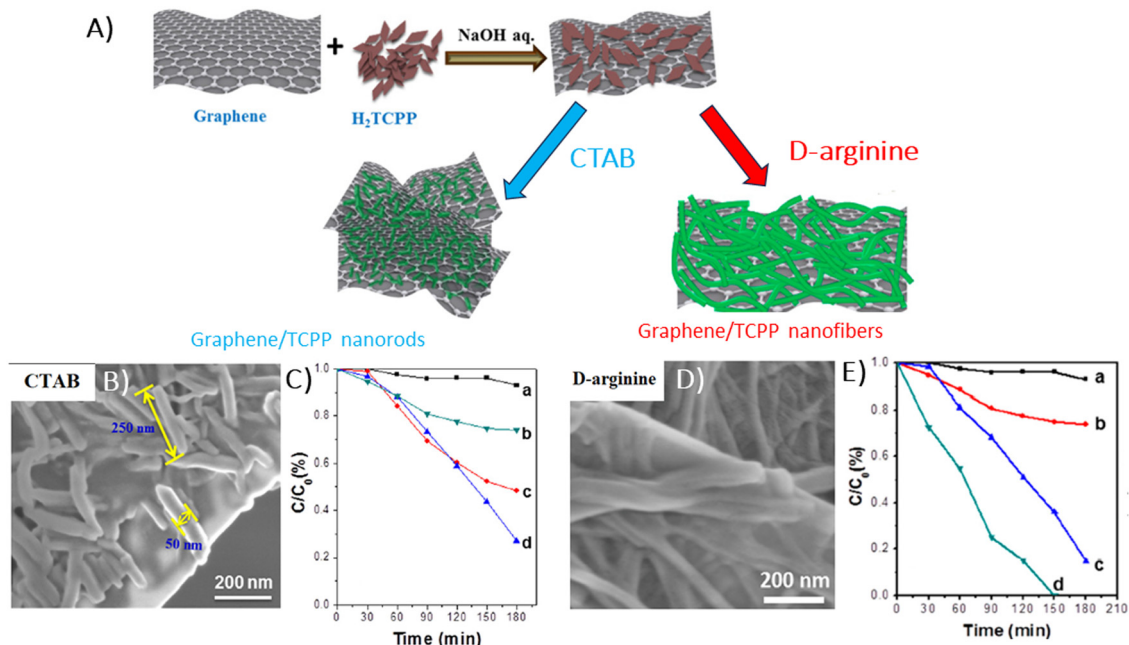 A)
+
NaOH aq.
Graphene
H₂TCPP
CTAB
D-arginine
Graphene/TCPP nanorods
Graphene/TCPP nanofibers
CTAB
B)
250 nm
50 nm
200 nm
C)
C/C₀(%)
1.0
0.8
0.6
0.4
0.2
0.0
a
b
c
d
0 30 60 90 120 150 180
Time (min)
D-arginine
D)
200 nm
E)
C/C₀(%)
1.0
0.8
0.6
0.4
0.2
0.0
a
b
c
d
0 30 60 90 120 150 180 210
Time (min)